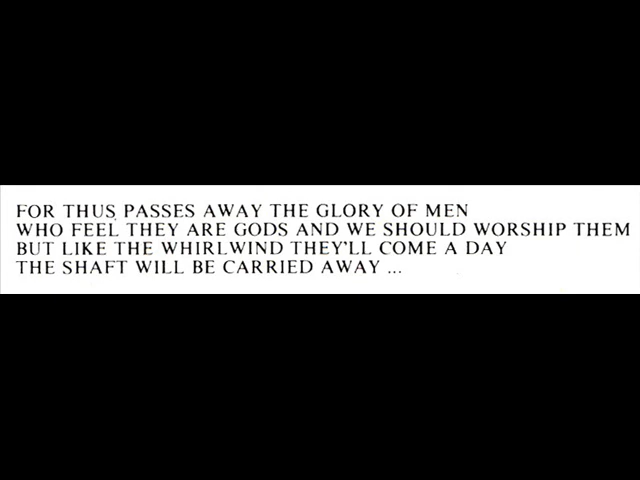 FOR THUS PASSES AWAY THE GLORY OF MEN
WHO FEEL THEY ARE GODS AND WE SHOULD WORSHIP THEM
BUT LIKE THE WHIRLWIND THEY'LL COME A DAY
THE SHAFT WILL BE CARRIED AWAY ...